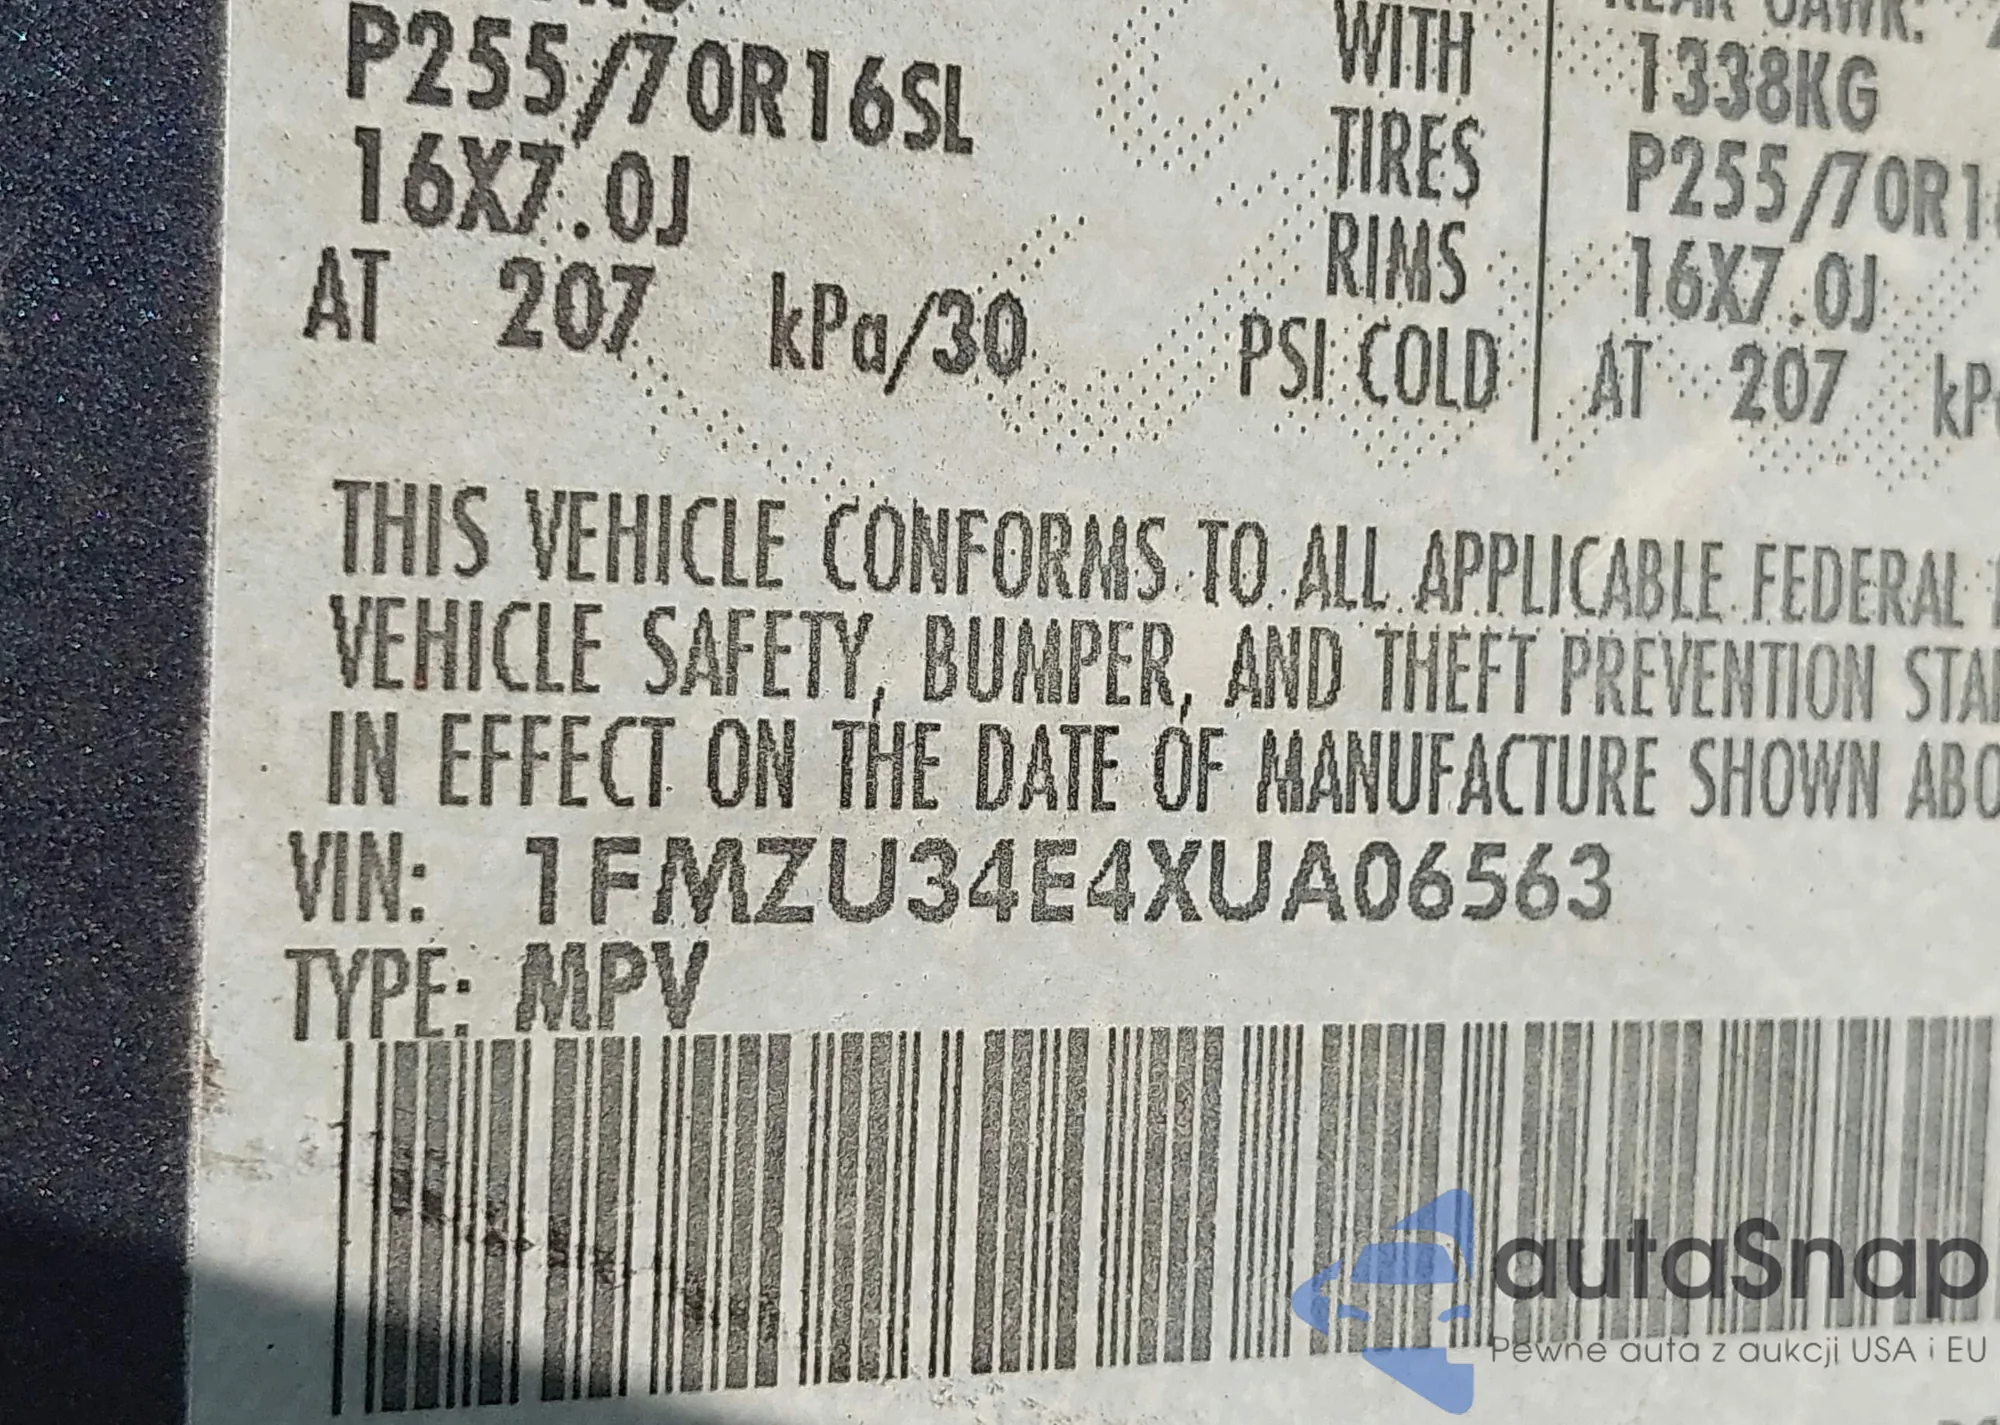 P255/70R16SL WITH 1338KG
16X7.0J TIRES P255/70R16
AT 207 kPa/30 RIMS 16X7.0J
PSI COLD AT 207
THIS VEHICLE CONFORMS TO ALL APPLICABLE FEDERAL
VEHICLE SAFETY, BUMPER, AND THEFT PREVENTION
IN EFFECT ON THE DATE OF MANUFACTURE SHOWN
VIN: 1FMZU34E4XUA06563
TYPE: MPV
autaSnap
Pewne auta z aukcji USA i EU